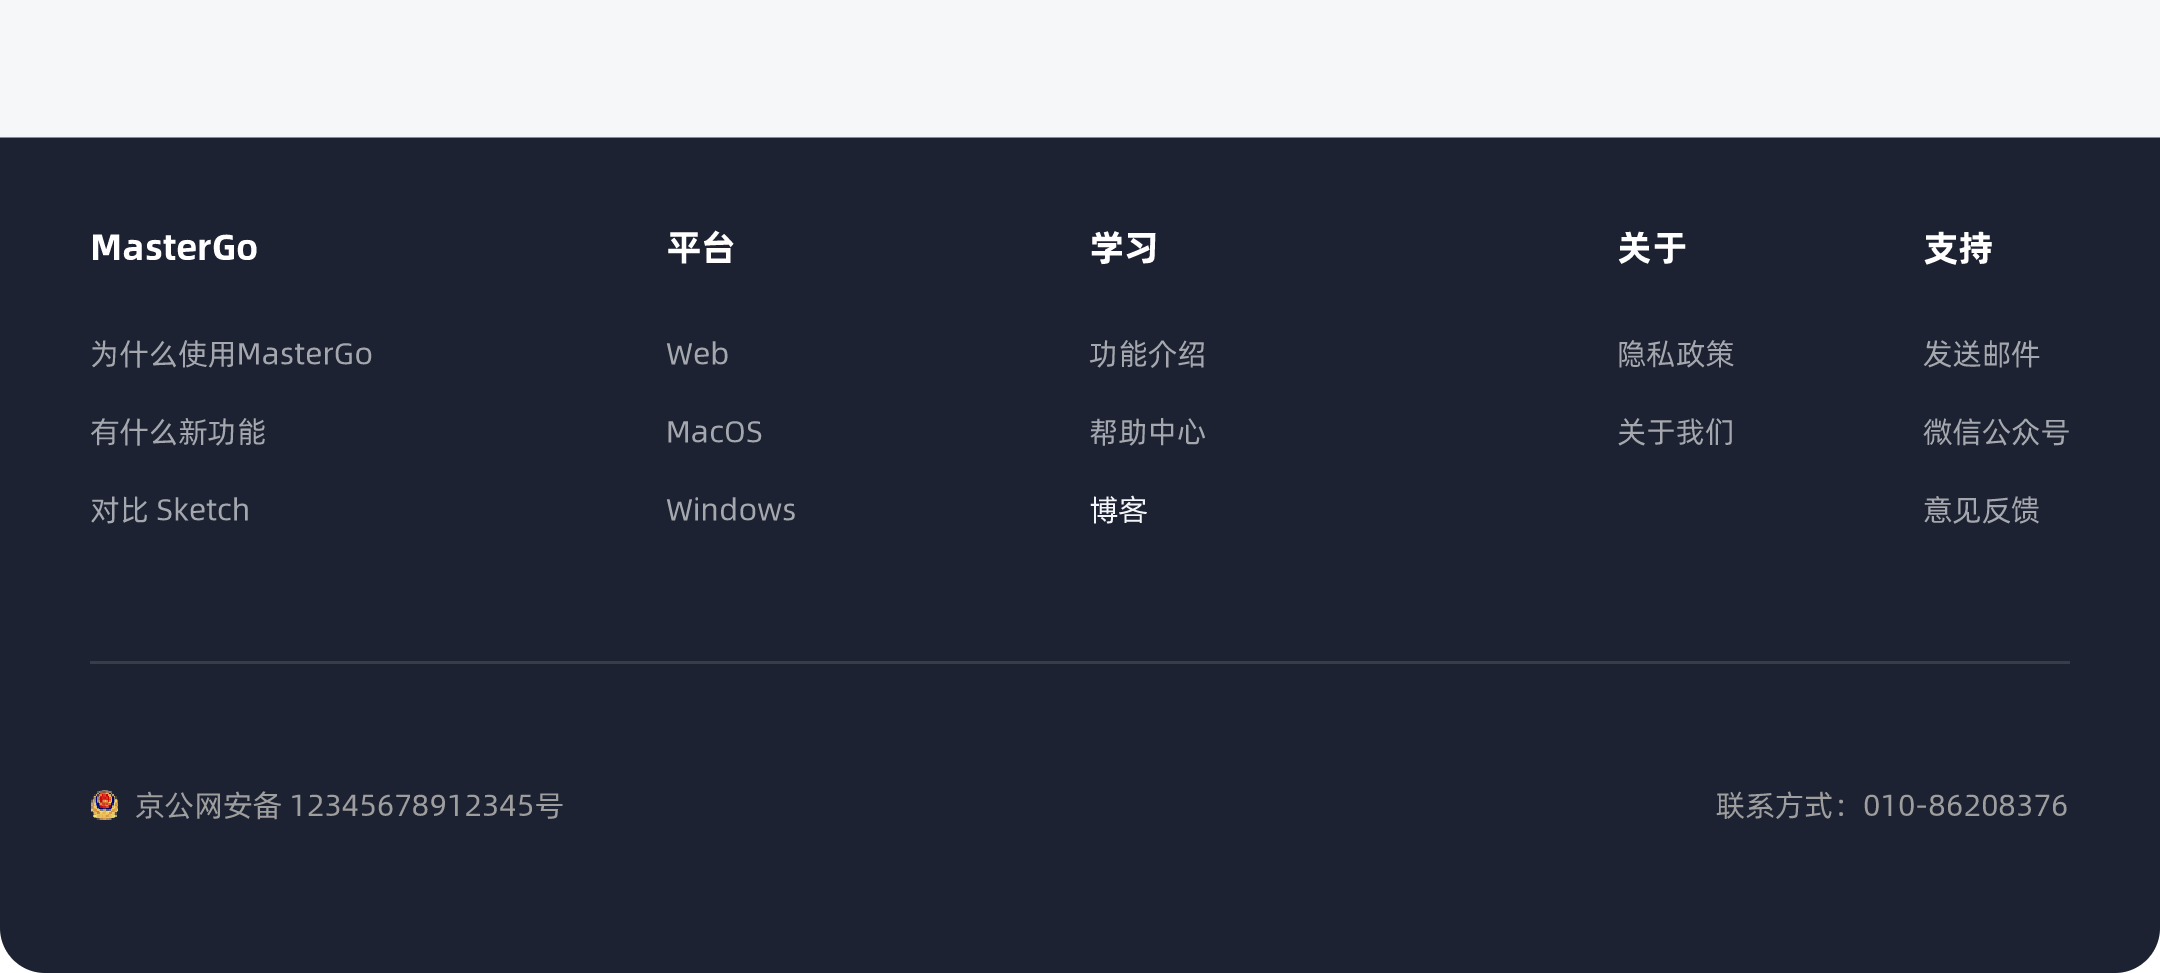 MasterGo
为什么使用MasterGo
有什么新功能
对比 Sketch
平台
Web
MacOS
Windows
学习
功能介绍
帮助中心
博客
关于
隐私政策
关于我们
支持
发送邮件
微信公众号
意见反馈
京公网安备 12345678912345号
联系方式：010-86208376